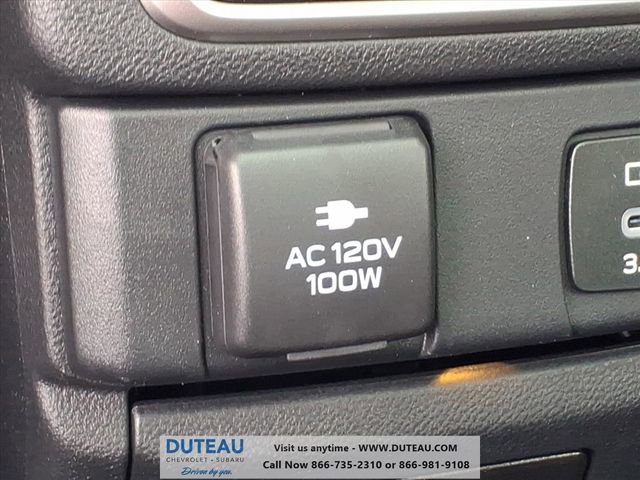 AC 120V
100W
3.
DUTEAU
CHEVROLET • SUBARU
Driven by you.
Visit us anytime - WWW.DUTEAU.COM
Call Now 866-735-2310 or 866-981-9108